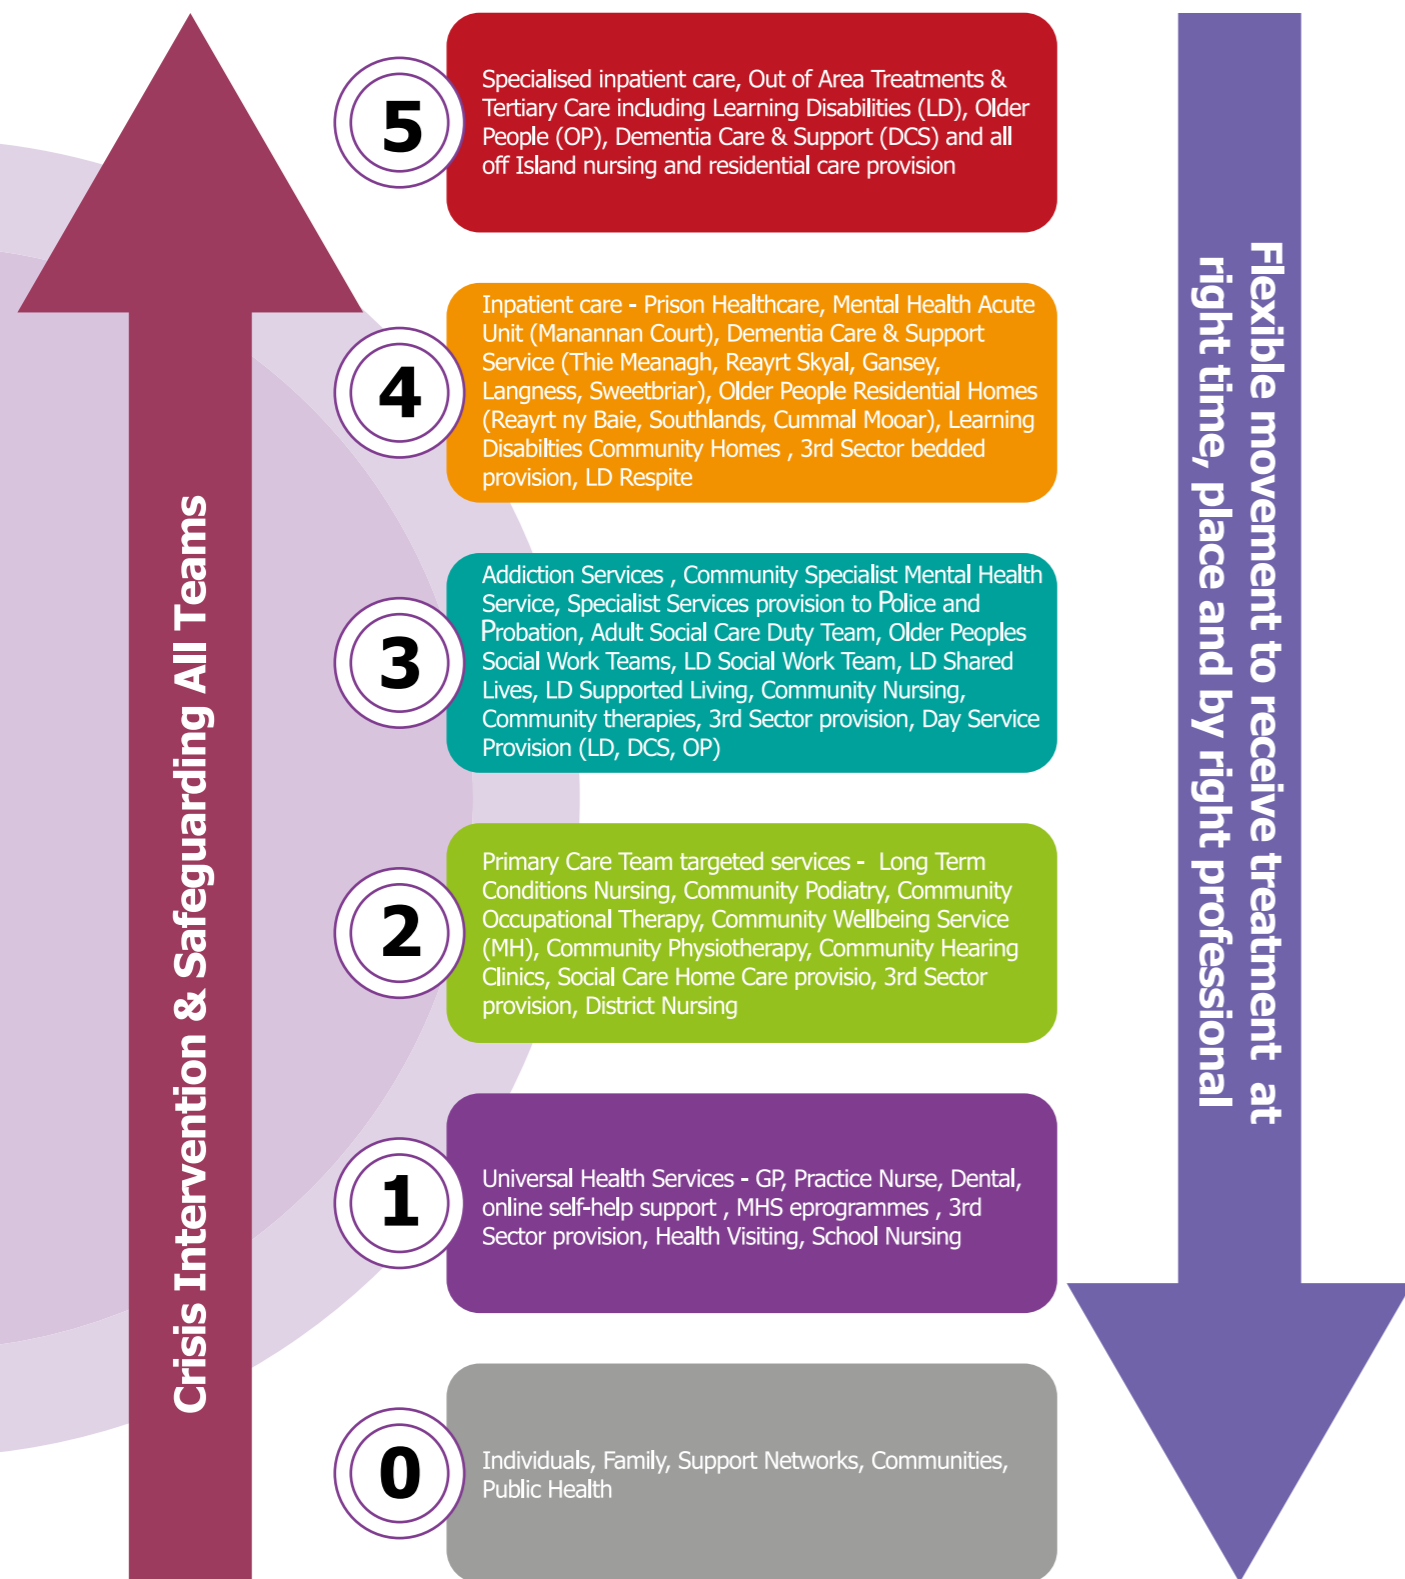 Crisis Intervention & Safeguarding All Teams
5
Specialised inpatient care, Out of Area Treatments &
Tertiary Care including Learning Disabilities (LD), Older
People (OP), Dementia Care & Support (DCS) and all
off Island nursing and residential care provision
4
Inpatient care - Prison Healthcare, Mental Health Acute
Unit (Manannan Court), Dementia Care & Support
Service (Thie Meanagh, Reayrt Skyal, Gansey,
Langness, Sweetbriar), Older People Residential Homes
(Reayrt ny Baie, Southlands, Cummal Mooar), Learning
Disabilties Community Homes , 3rd Sector bedded
provision, LD Respite
3
Addiction Services , Community Specialist Mental Health
Service, Specialist Services provision to Police and
Probation, Adult Social Care Duty Team, Older Peoples
Social Work Teams, LD Social Work Team, LD Shared
Lives, LD Supported Living, Community Nursing,
Community therapies, 3rd Sector provision, Day Service
Provision (LD, DCS, OP)
2
Primary Care Team targeted services -  Long Term
Conditions Nursing, Community Podiatry, Community
Occupational Therapy, Community Wellbeing Service
(MH), Community Physiotherapy, Community Hearing
Clinics, Social Care Home Care provisio, 3rd Sector
provision, District Nursing
1
Universal Health Services - GP, Practice Nurse, Dental,
online self-help support , MHS eprogrammes , 3rd
Sector provision, Health Visiting, School Nursing
0
Individuals, Family, Support Networks, Communities,
Public Health
Flexible movement to receive treatment  at
right time, place and by right professional